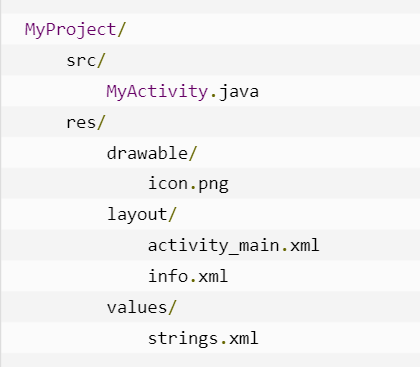 MyProject/
    src/
        MyActivity.java
    res/
        drawable/
            icon.png
        layout/
            activity_main.xml
            info.xml
        values/
            strings.xml